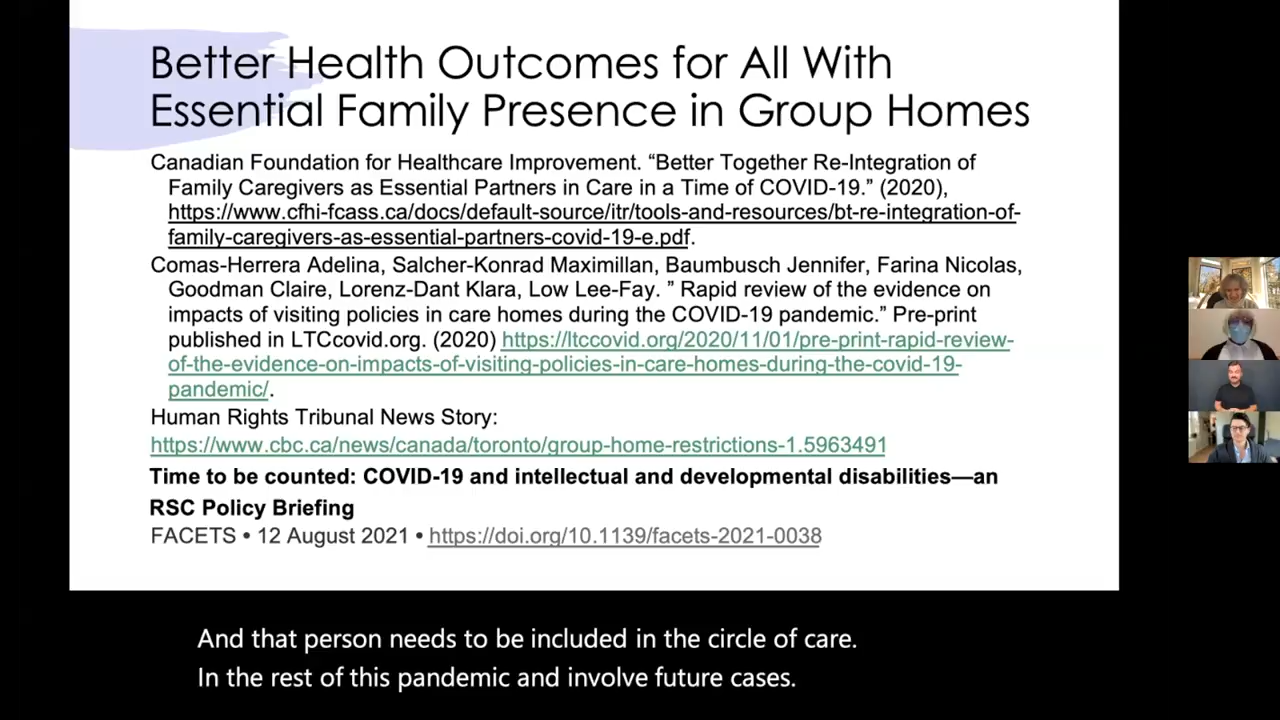 Better Health Outcomes for All With
Essential Family Presence in Group Homes
Canadian Foundation for Healthcare Improvement. “Better Together Re-Integration of
Family Caregivers as Essential Partners in Care in a Time of COVID-19.” (2020),
https://www.cfhi-fcass.ca/docs/default-source/itr/tools-and-resources/bt-re-integration-of-
family-caregivers-as-essential-partners-covid-19-e.pdf.
Comas-Herrera Adelina, Salcher-Konrad Maximillan, Baumbusch Jennifer, Farina Nicolas,
Goodman Claire, Lorenz-Dant Klara, Low Lee-Fay. ” Rapid review of the evidence on
impacts of visiting policies in care homes during the COVID-19 pandemic.” Pre-print
published in LTCcovid.org. (2020) https://ltccovid.org/2020/11/01/pre-print-rapid-review-
of-the-evidence-on-impacts-of-visiting-policies-in-care-homes-during-the-covid-19-
pandemic/.
Human Rights Tribunal News Story:
https://www.cbc.ca/news/canada/toronto/group-home-restrictions-1.5963491
Time to be counted: COVID-19 and intellectual and developmental disabilities—an
RSC Policy Briefing
FACETS • 12 August 2021 • https://doi.org/10.1139/facets-2021-0038
And that person needs to be included in the circle of care.
In the rest of this pandemic and involve future cases.